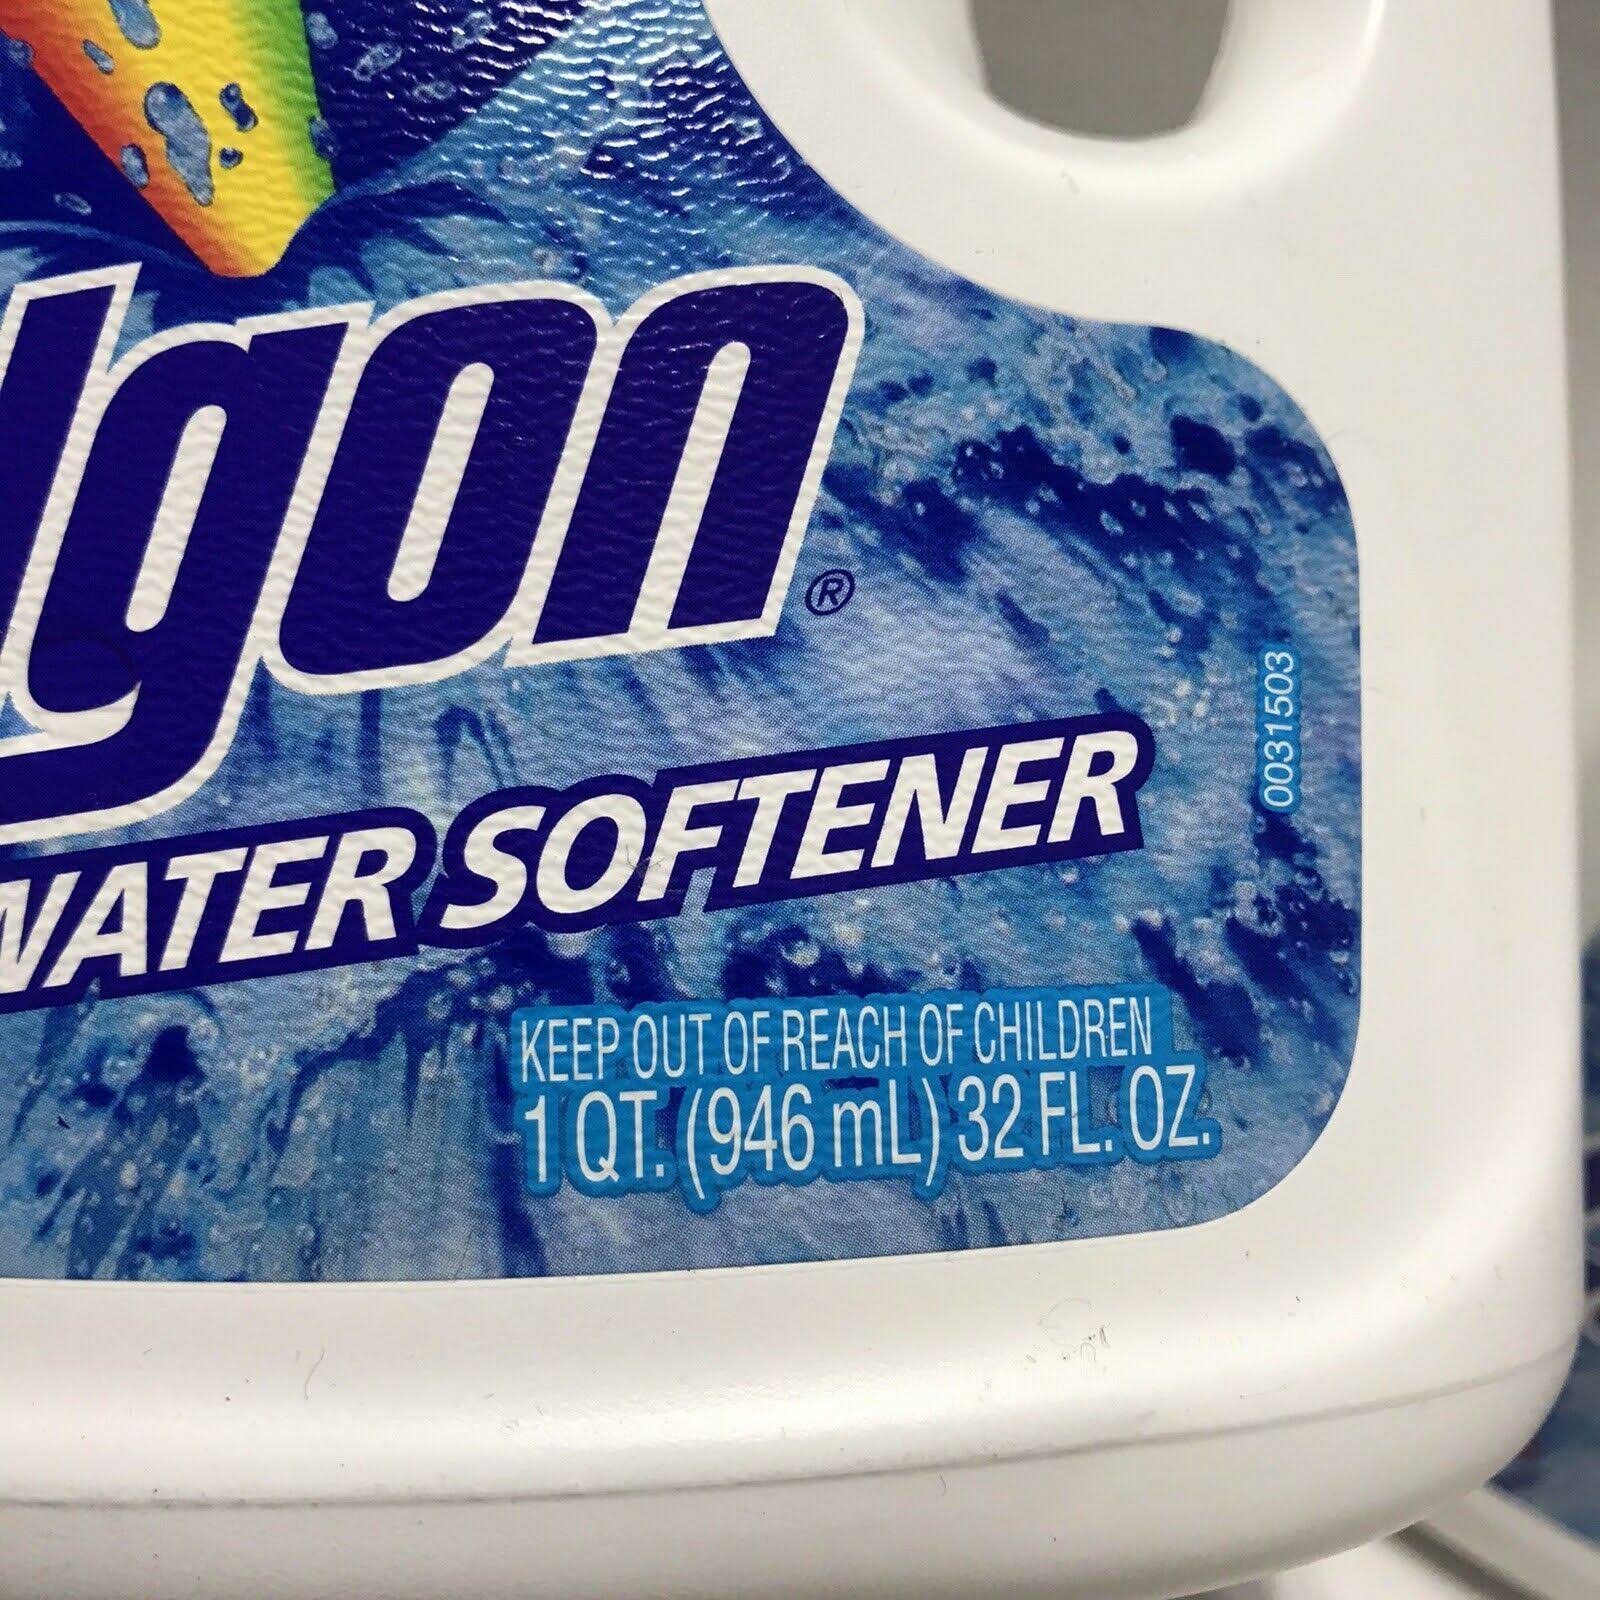 lgon®
WATER SOFTENER
0031503
KEEP OUT OF REACH OF CHILDREN
1 QT. (946 mL) 32 FL. OZ.